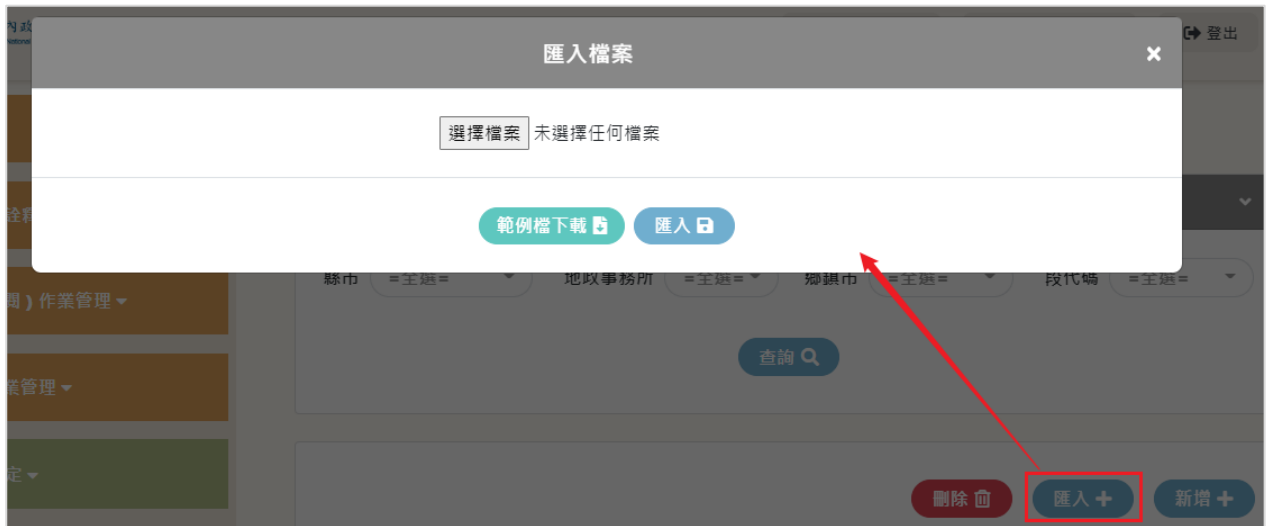 登出
匯入檔案
選擇檔案 未選擇任何檔案
範例檔下載 匯入
縣市 =全選= 地政事務所 =全選= 鄉鎮市 =全選= 段代碼 =全選=
)作業管理
查詢
業管理
定
刪除 匯入 新增